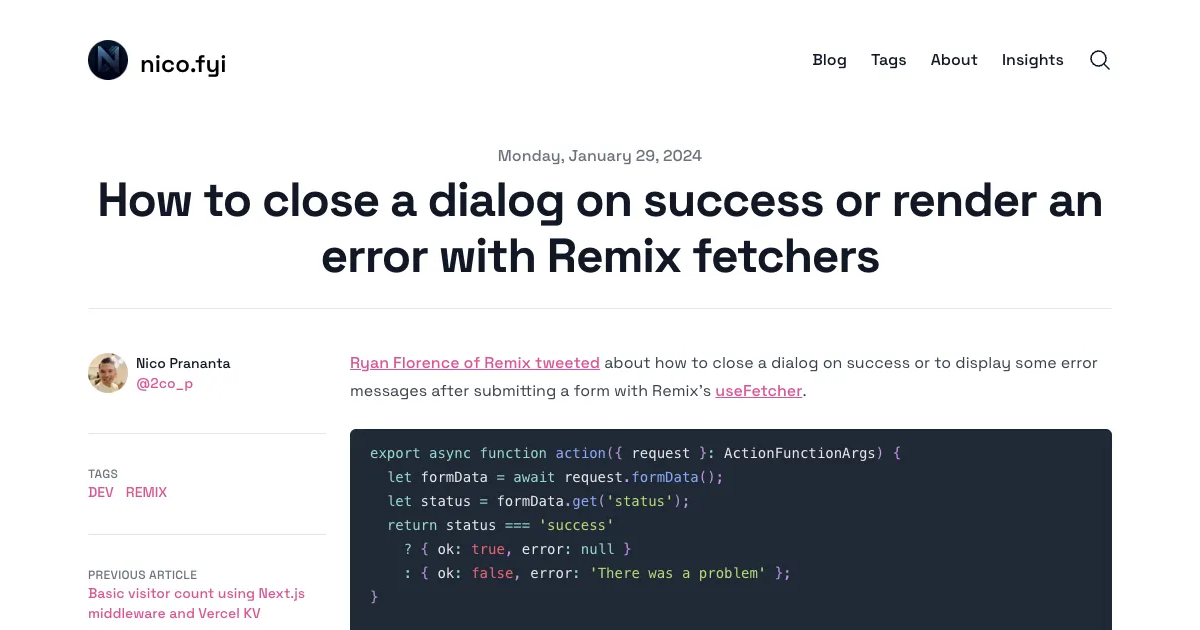 nico.fyi
Blog Tags About Insights
Monday, January 29, 2024
How to close a dialog on success or render an
error with Remix fetchers
Nico Prananta
@2co_p
TAGS
DEV REMIX
PREVIOUS ARTICLE
Basic visitor count using Next.js
middleware and Vercel KV
Ryan Florence of Remix tweeted about how to close a dialog on success or to display some error
messages after submitting a form with Remix's useFetcher.
export async function action({ request }: ActionFunctionArgs) {
  let formData = await request.formData();
  let status = formData.get('status');
  return status === 'success'
    ? { ok: true, error: null }
    : { ok: false, error: 'There was a problem' };
}